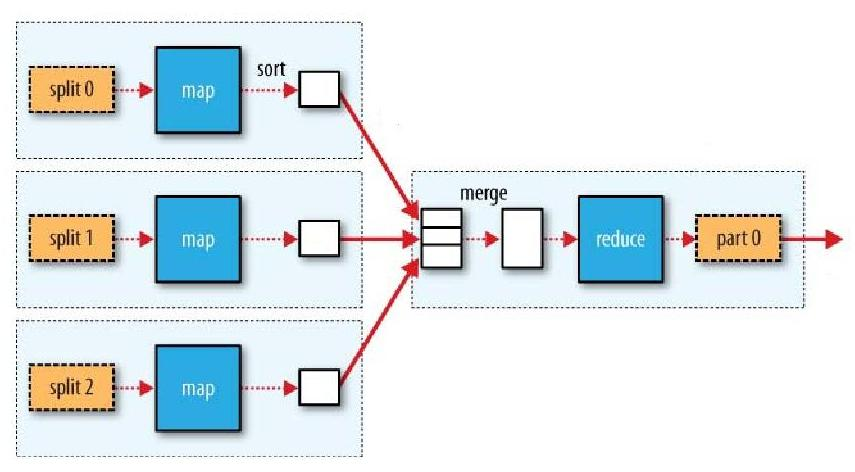 split 0
map
sort
split 1
map
merge
reduce
part 0
split 2
map